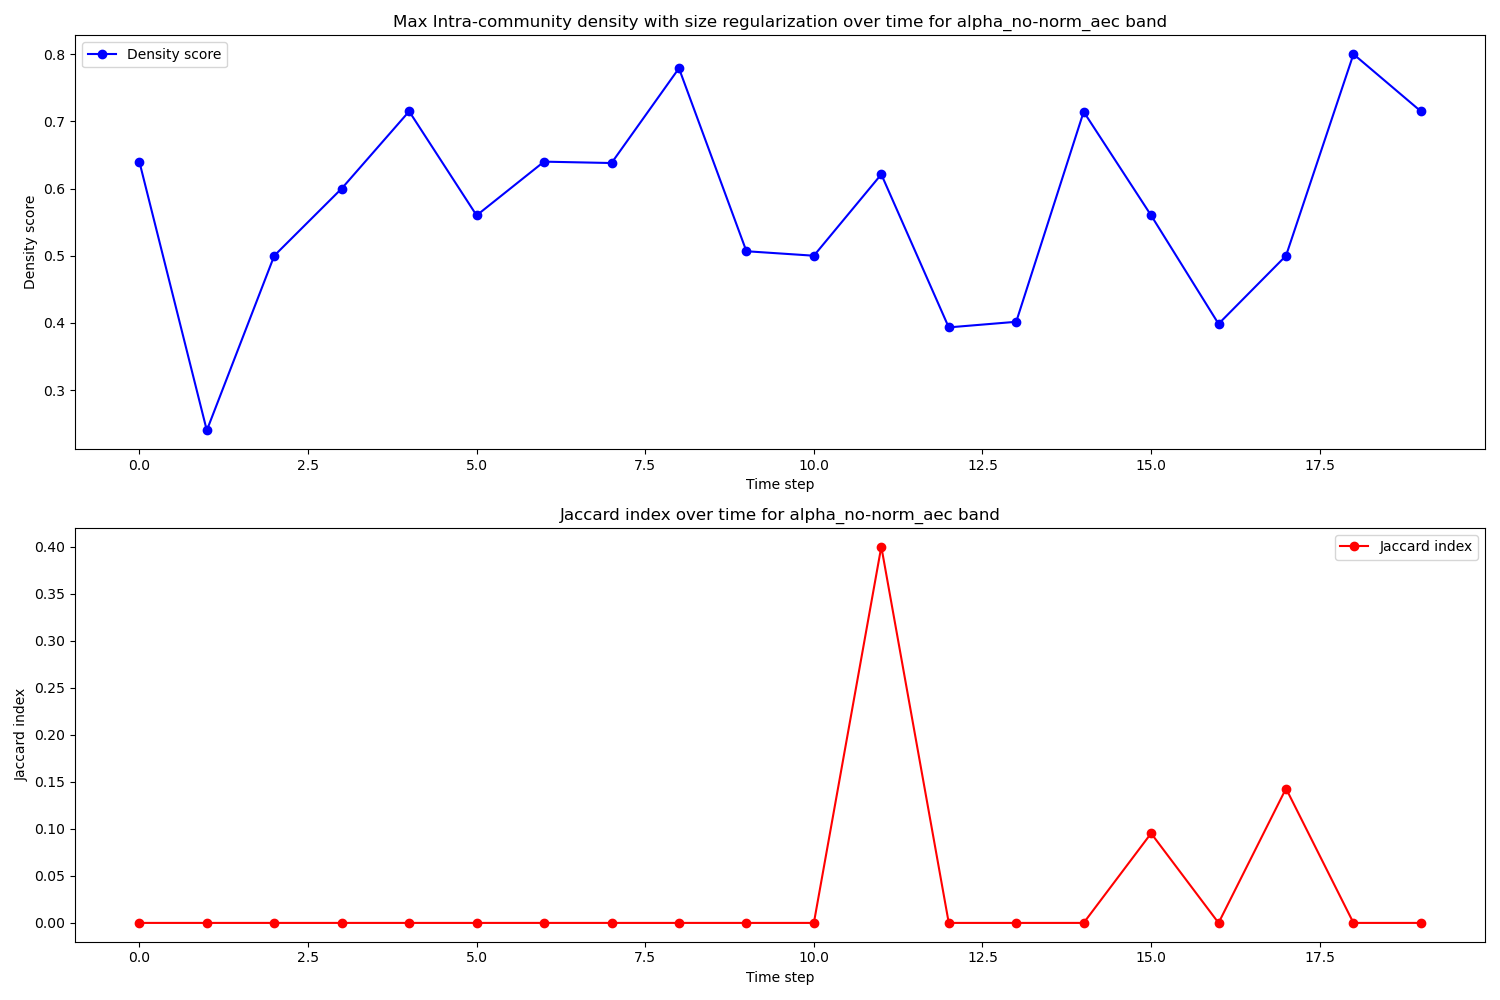 Max Intra-community density with size regularization over time for alpha_no-norm_aec band
Density score
0.8
0.7
0.6
0.5
0.4
0.3
Density score
0.0 2.5 5.0 7.5 10.0 12.5 15.0 17.5
Time step
Jaccard index over time for alpha_no-norm_aec band
Jaccard index
0.40
0.35
0.30
0.25
0.20
0.15
0.10
0.05
0.00
Jaccard index
0.0 2.5 5.0 7.5 10.0 12.5 15.0 17.5
Time step